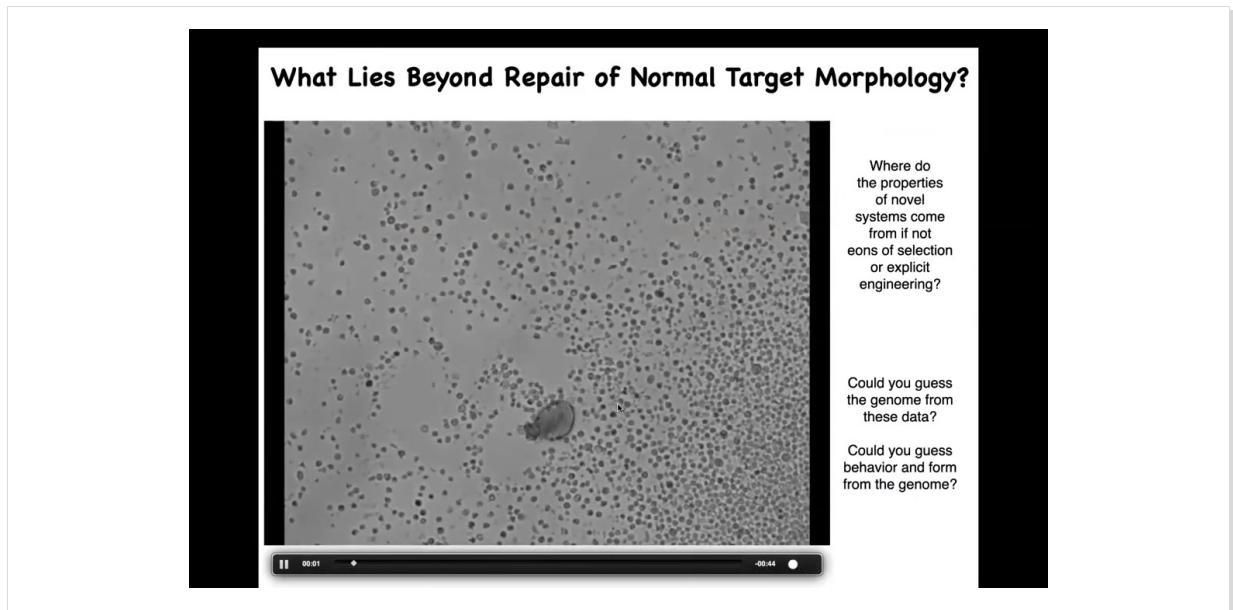 What Lies Beyond Repair of Normal Target Morphology?
Where do
the properties
of novel
systems come
from if not
eons of selection
or explicit
engineering?
Could you guess
the genome from
these data?
Could you guess
behavior and form
from the genome?
00:01
-00:44